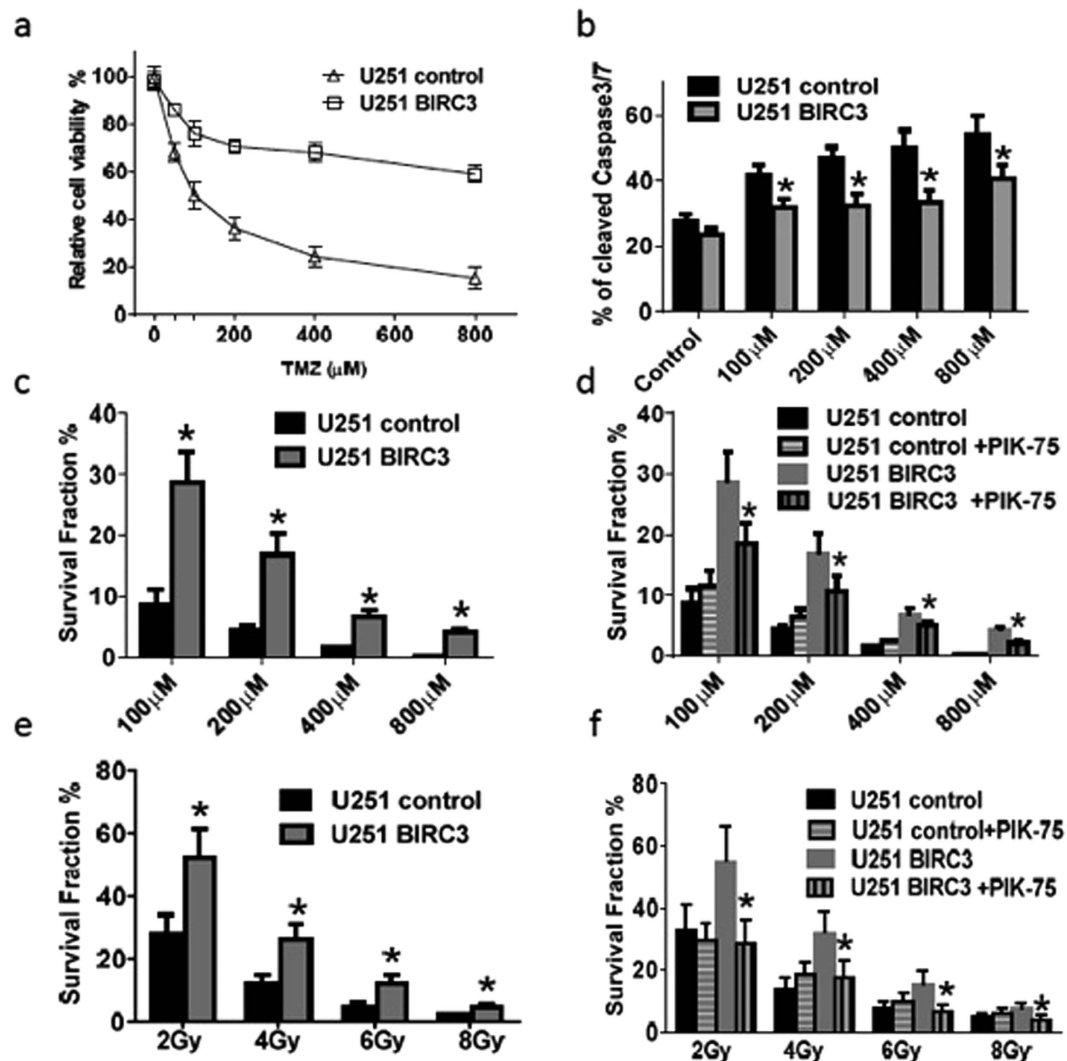 a
Relative cell viability %
100
80
60
40
20
0
U251 control
U251 BIRC3
0
200
400
600
800
TMZ (μM)
b
% of cleaved Caspase3/7
60
40
20
0
U251 control
U251 BIRC3
*
*
*
*
Control
100μM
200μM
400μM
800μM
c
Survival Fraction %
40
30
20
10
0
U251 control
U251 BIRC3
*
*
*
*
100μM
200μM
400μM
800μM
d
Survival Fraction %
40
30
20
10
0
U251 control
U251 control +PIK-75
U251 BIRC3
U251 BIRC3 +PIK-75
*
*
*
*
100μM
200μM
400μM
800μM
e
Survival Fraction %
80
60
40
20
0
U251 control
U251 BIRC3
*
*
*
*
2Gy
4Gy
6Gy
8Gy
f
Survival Fraction %
80
60
40
20
0
U251 control
U251 control+PIK-75
U251 BIRC3
U251 BIRC3 +PIK-75
*
*
*
*
2Gy
4Gy
6Gy
8Gy